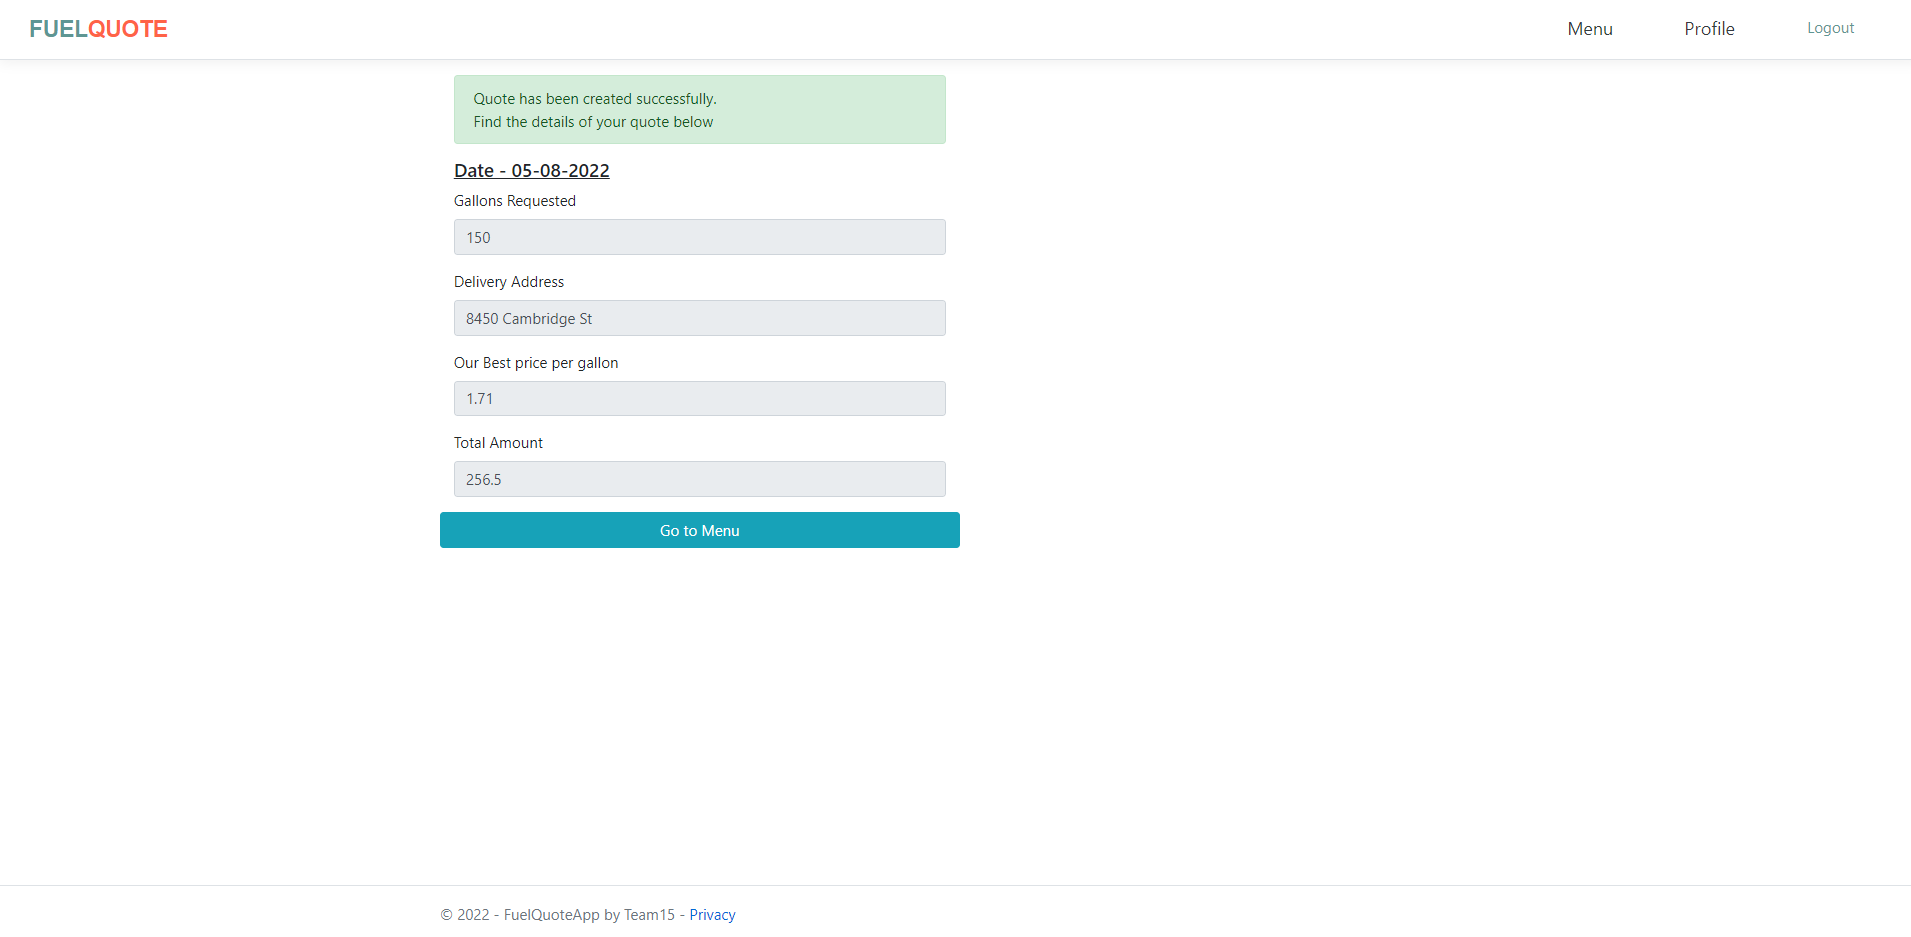 FUELQUOTE
Menu
Profile
Logout
Quote has been created successfully.
Find the details of your quote below
Date - 05-08-2022
Gallons Requested
150
Delivery Address
8450 Cambridge St
Our Best price per gallon
1.71
Total Amount
256.5
Go to Menu
© 2022 - FuelQuoteApp by Team15 - Privacy